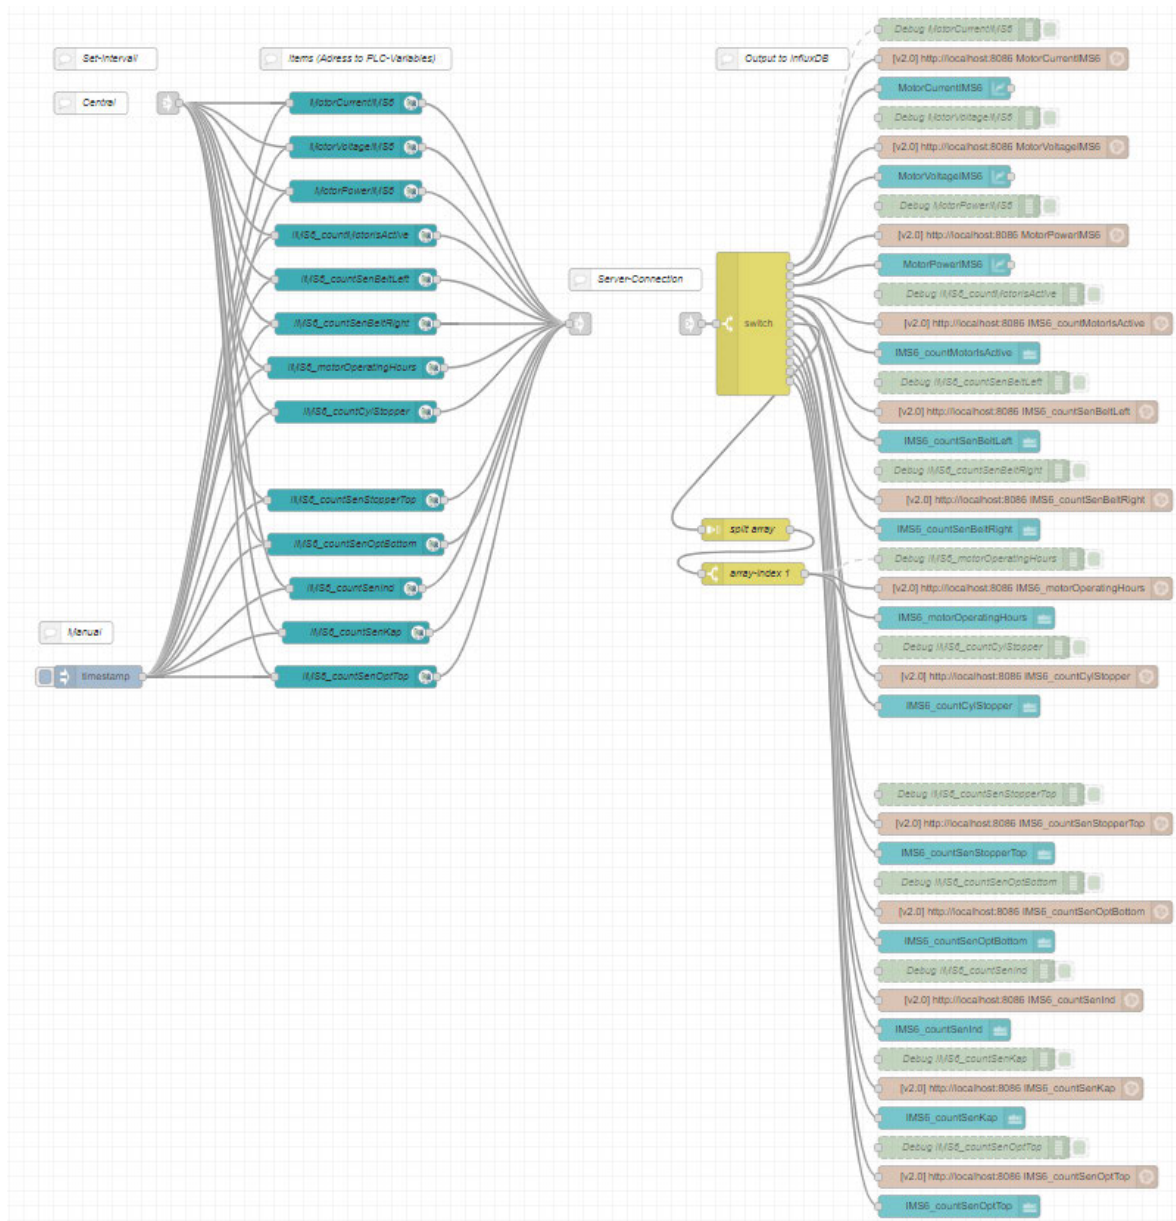 Set-Intervall
Items (Adress to PLC-Variables)
Central
MotorCurrentIMS6
MotorVoltageIMS6
MotorPowerIMS6
IMS6_countMotorIsActive
IMS6_countSenBeltLeft
IMS6_countSenBeltRight
IMS6_motorOperatingHours
IMS6_countCylStopper
IMS6_countSenStopperTop
IMS6_countSenOptBottom
IMS6_countSenInd
IMS6_countSenKap
IMS6_countSenOptTop
Manual
timestamp
Server-Connection
Output to InfluxDB
switch
split array
array-index 1
Debug MotorCurrentIMS6
[v2.0] http://localhost:8086 MotorCurrentIMS6
MotorCurrentIMS6
Debug MotorVoltageIMS6
[v2.0] http://localhost:8086 MotorVoltageIMS6
MotorVoltageIMS6
Debug MotorPowerIMS6
[v2.0] http://localhost:8086 MotorPowerIMS6
MotorPowerIMS6
Debug IMS6_countMotorIsActive
[v2.0] http://localhost:8086 IMS6_countMotorIsActive
IMS6_countMotorIsActive
Debug IMS6_countSenBeltLeft
[v2.0] http://localhost:8086 IMS6_countSenBeltLeft
IMS6_countSenBeltLeft
Debug IMS6_countSenBeltRight
[v2.0] http://localhost:8086 IMS6_countSenBeltRight
IMS6_countSenBeltRight
Debug IMS6_motorOperatingHours
[v2.0] http://localhost:8086 IMS6_motorOperatingHours
IMS6_motorOperatingHours
Debug IMS6_countCylStopper
[v2.0] http://localhost:8086 IMS6_countCylStopper
IMS6_countCylStopper
Debug IMS6_countSenStopperTop
[v2.0] http://localhost:8086 IMS6_countSenStopperTop
IMS6_countSenStopperTop
Debug IMS6_countSenOptBottom
[v2.0] http://localhost:8086 IMS6_countSenOptBottom
IMS6_countSenOptBottom
Debug IMS6_countSenInd
[v2.0] http://localhost:8086 IMS6_countSenInd
IMS6_countSenInd
Debug IMS6_countSenKap
[v2.0] http://localhost:8086 IMS6_countSenKap
IMS6_countSenKap
Debug IMS6_countSenOptTop
[v2.0] http://localhost:8086 IMS6_countSenOptTop
IMS6_countSenOptTop